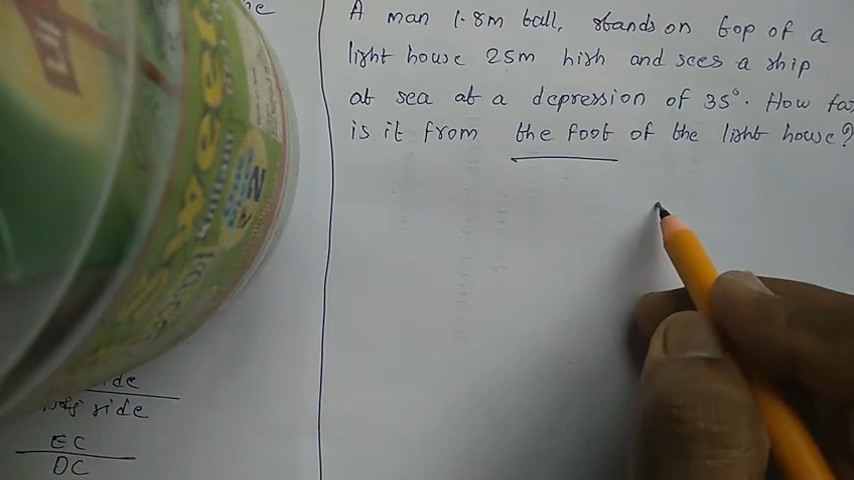 A man 1.8m tall, stands on top of a
light house 25m high and sees a ship
at sea at a depression of 35°. How far
is it from the foot of the light house?
side
side
EC
DC